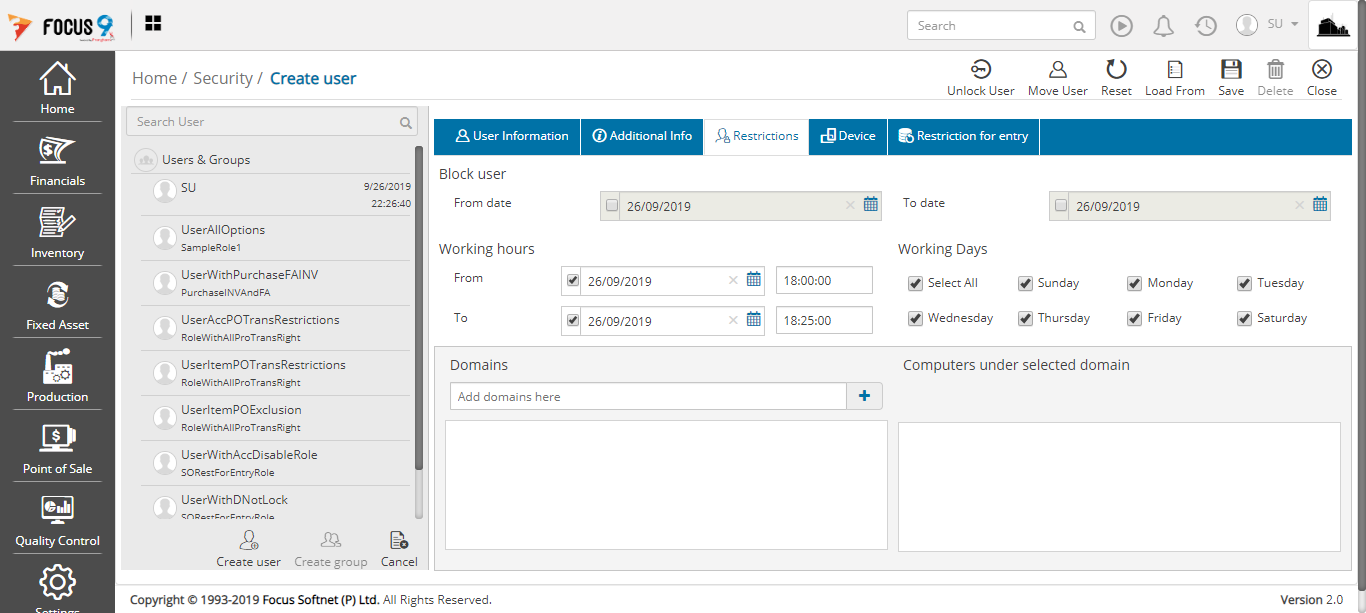 FOCUS 9
Search
SU
Home / Security / Create user
Unlock User
Move User
Reset
Load From
Save
Delete
Close
Home
Financials
Inventory
Fixed Asset
Production
Point of Sale
Quality Control
Settings
Search User
Users & Groups
SU
9/26/2019
22:26:40
UserAllOptions
SampleRole1
UserWithPurchaseFAINV
PurchaseINVAndFA
UserAccPOTransRestrictions
RoleWithAllProTransRight
UserItemPOTransRestrictions
RoleWithAllProTransRight
UserItemPOExclusion
RoleWithAllProTransRight
UserWithAccDisableRole
SORestForEntryRole
UserWithDNotLock
SORestForEntryRole
Create user
Create group
Cancel
User Information
Additional Info
Restrictions
Device
Restriction for entry
Block user
From date
26/09/2019
To date
26/09/2019
Working hours
From
26/09/2019
18:00:00
To
26/09/2019
18:25:00
Working Days
Select All
Sunday
Monday
Tuesday
Wednesday
Thursday
Friday
Saturday
Domains
Add domains here
Computers under selected domain
Copyright © 1993-2019 Focus Softnet (P) Ltd. All Rights Reserved.
Version 2.0